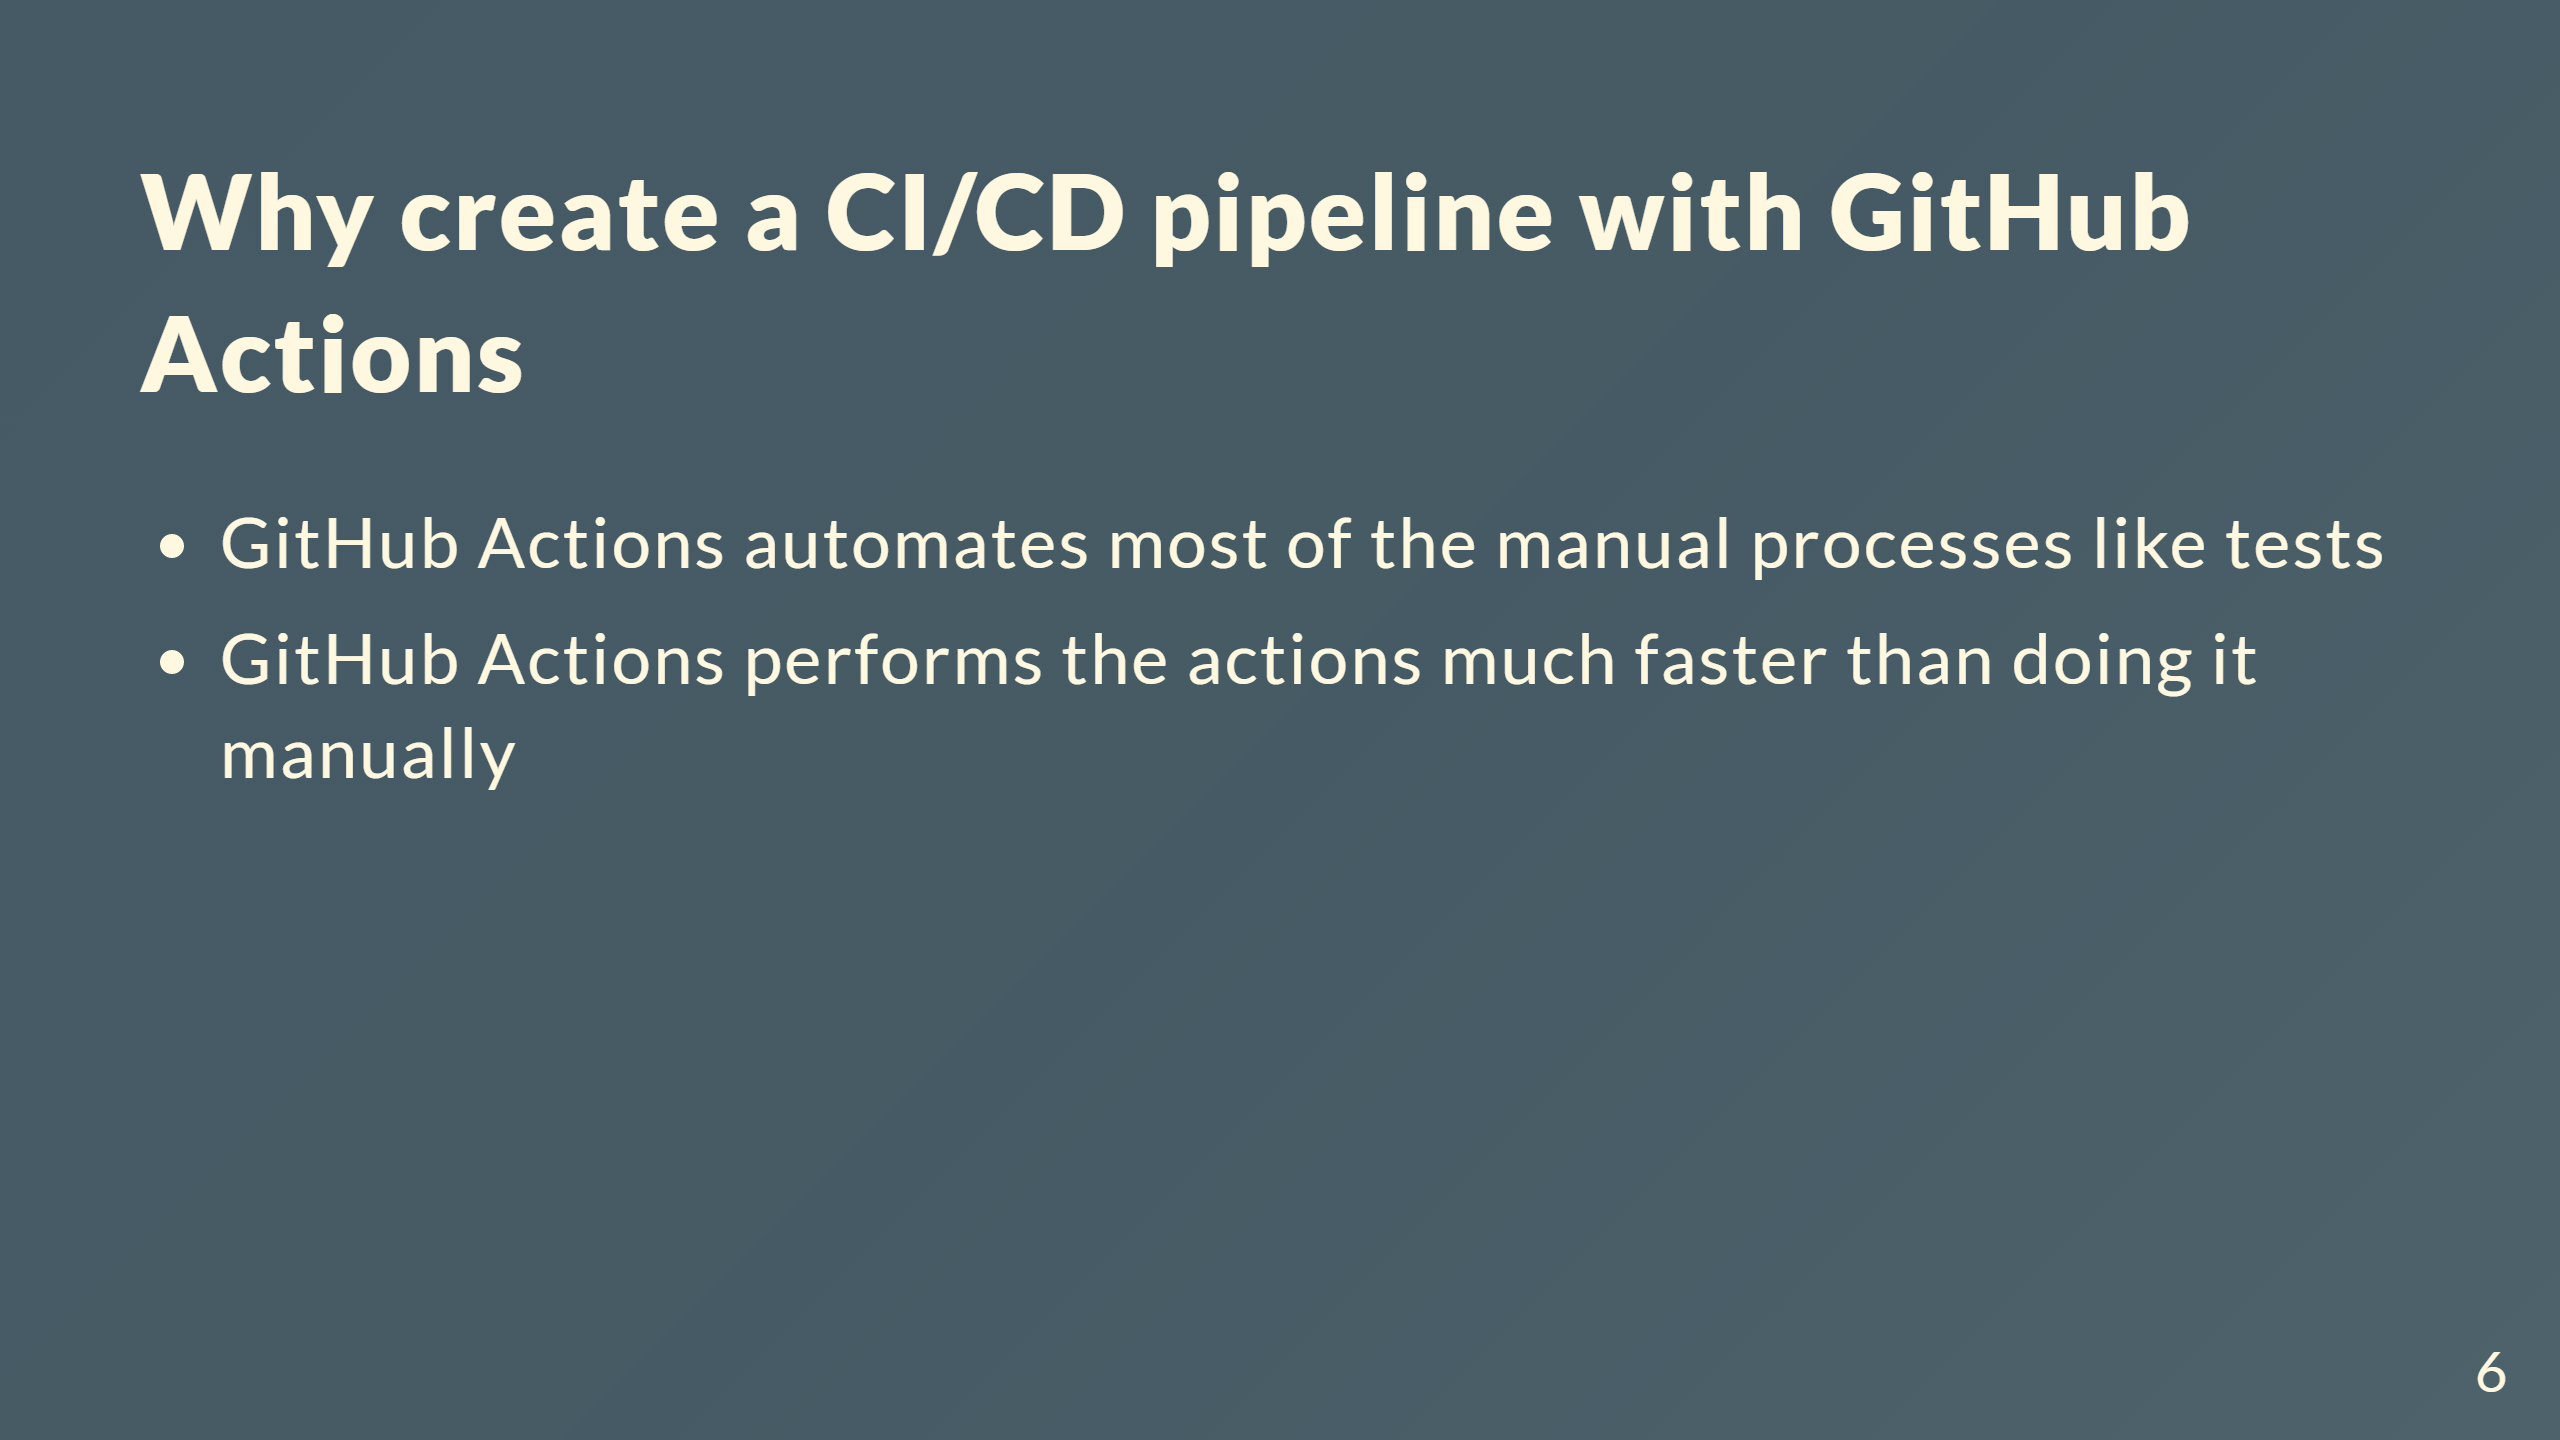 Why create a CI/CD pipeline with GitHub
Actions
• GitHub Actions automates most of the manual processes like tests
• GitHub Actions performs the actions much faster than doing it
manually
6